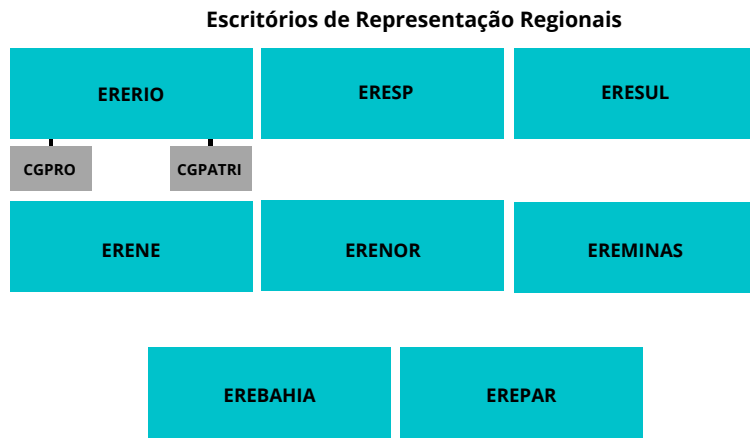 Escritórios de Representação Regionais
ERERIO
ERESP
ERESUL
CGPRO
CGPATRI
ERENE
ERENOR
EREMINAS
EREBAHIA
EREPAR